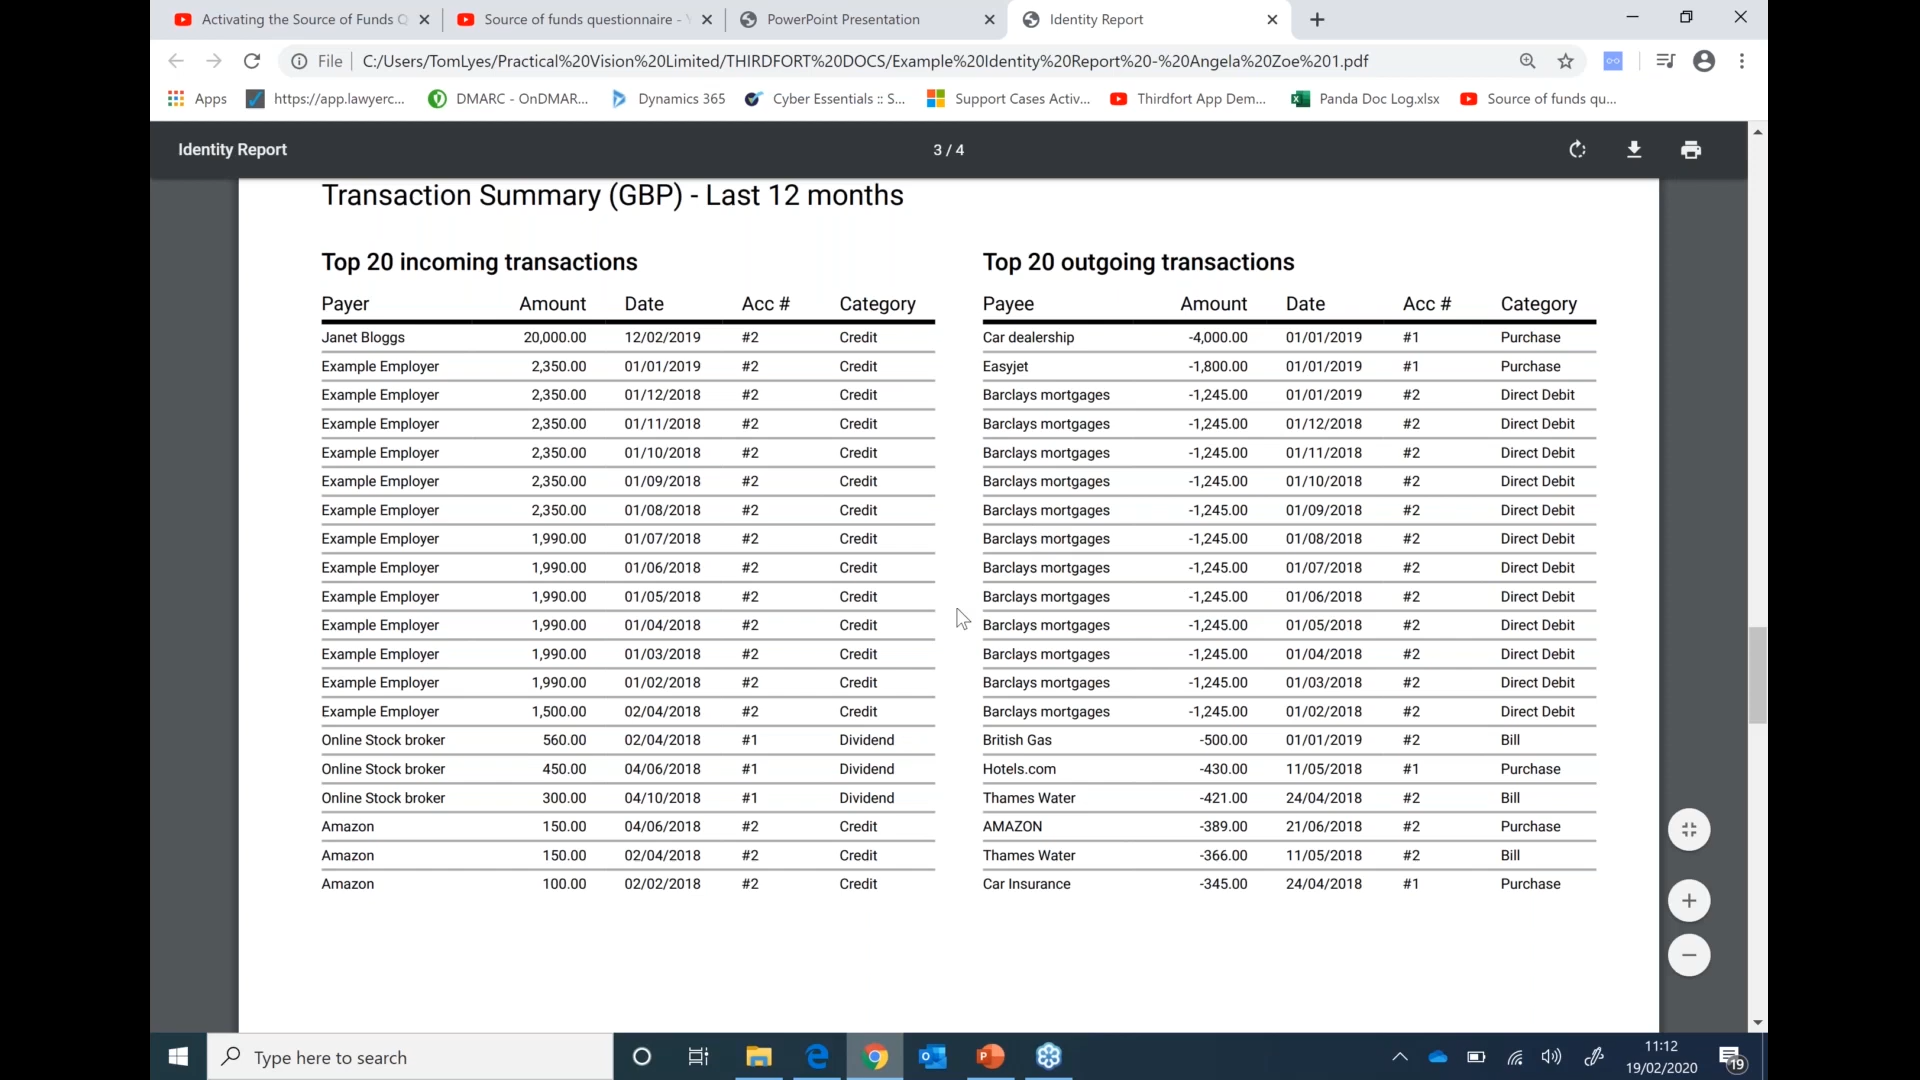 Activating the Source of Funds Q
Source of funds questionnaire -
PowerPoint Presentation
Identity Report
File C:/Users/TomLyes/Practical%20Vision%20Limited/THIRDFORT%20DOCS/Example%20Identity%20Report%20-%20Angela%20Zoe%201.pdf
Apps https://app.lawyerc... DMARC - OnDMAR... Dynamics 365 Cyber Essentials :: S... Support Cases Activ... Thirdfort App Dem... Panda Doc Log.xlsx Source of funds qu...
Identity Report 3 / 4
Transaction Summary (GBP) - Last 12 months
Top 20 incoming transactions
Payer Amount Date Acc # Category
Janet Bloggs 20,000.00 12/02/2019 #2 Credit
Example Employer 2,350.00 01/01/2019 #2 Credit
Example Employer 2,350.00 01/12/2018 #2 Credit
Example Employer 2,350.00 01/11/2018 #2 Credit
Example Employer 2,350.00 01/10/2018 #2 Credit
Example Employer 2,350.00 01/09/2018 #2 Credit
Example Employer 2,350.00 01/08/2018 #2 Credit
Example Employer 1,990.00 01/07/2018 #2 Credit
Example Employer 1,990.00 01/06/2018 #2 Credit
Example Employer 1,990.00 01/05/2018 #2 Credit
Example Employer 1,990.00 01/04/2018 #2 Credit
Example Employer 1,990.00 01/03/2018 #2 Credit
Example Employer 1,990.00 01/02/2018 #2 Credit
Example Employer 1,500.00 02/04/2018 #2 Credit
Online Stock broker 560.00 02/04/2018 #1 Dividend
Online Stock broker 450.00 04/06/2018 #1 Dividend
Online Stock broker 300.00 04/10/2018 #1 Dividend
Amazon 150.00 04/06/2018 #2 Credit
Amazon 150.00 02/04/2018 #2 Credit
Amazon 100.00 02/02/2018 #2 Credit
Top 20 outgoing transactions
Payee Amount Date Acc # Category
Car dealership -4,000.00 01/01/2019 #1 Purchase
Easyjet -1,800.00 01/01/2019 #1 Purchase
Barclays mortgages -1,245.00 01/01/2019 #2 Direct Debit
Barclays mortgages -1,245.00 01/12/2018 #2 Direct Debit
Barclays mortgages -1,245.00 01/11/2018 #2 Direct Debit
Barclays mortgages -1,245.00 01/10/2018 #2 Direct Debit
Barclays mortgages -1,245.00 01/09/2018 #2 Direct Debit
Barclays mortgages -1,245.00 01/08/2018 #2 Direct Debit
Barclays mortgages -1,245.00 01/07/2018 #2 Direct Debit
Barclays mortgages -1,245.00 01/06/2018 #2 Direct Debit
Barclays mortgages -1,245.00 01/05/2018 #2 Direct Debit
Barclays mortgages -1,245.00 01/04/2018 #2 Direct Debit
Barclays mortgages -1,245.00 01/03/2018 #2 Direct Debit
Barclays mortgages -1,245.00 01/02/2018 #2 Direct Debit
British Gas -500.00 01/01/2019 #2 Bill
Hotels.com -430.00 11/05/2018 #1 Purchase
Thames Water -421.00 24/04/2018 #2 Bill
AMAZON -389.00 21/06/2018 #2 Purchase
Thames Water -366.00 11/05/2018 #2 Bill
Car Insurance -345.00 24/04/2018 #1 Purchase
Type here to search
11:12
19/02/2020
19